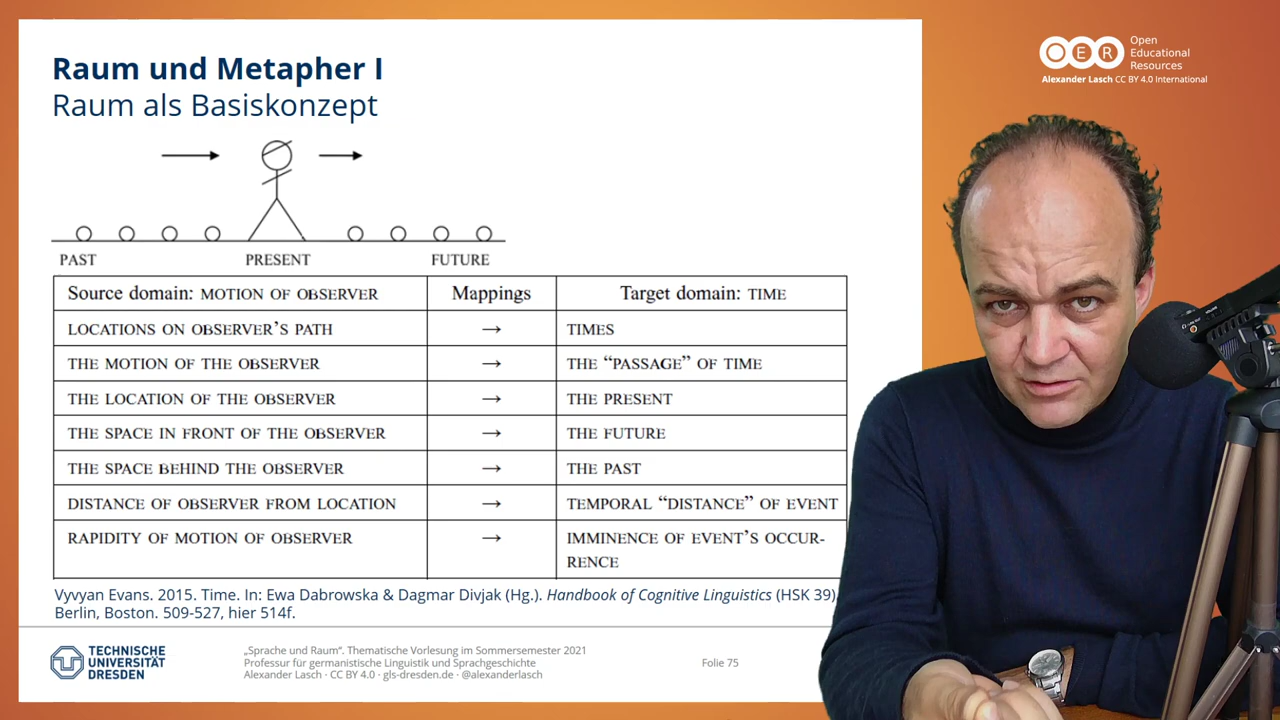 Raum und Metapher I
Raum als Basiskonzept
PAST PRESENT FUTURE
Source domain: MOTION OF OBSERVER Mappings Target domain: TIME
LOCATIONS ON OBSERVER’S PATH → TIMES
THE MOTION OF THE OBSERVER → THE “PASSAGE” OF TIME
THE LOCATION OF THE OBSERVER → THE PRESENT
THE SPACE IN FRONT OF THE OBSERVER → THE FUTURE
THE SPACE BEHIND THE OBSERVER → THE PAST
DISTANCE OF OBSERVER FROM LOCATION → TEMPORAL “DISTANCE” OF EVENT
RAPIDITY OF MOTION OF OBSERVER → IMMINENCE OF EVENT’S OCCUR-
RENCE
Vyvyan Evans. 2015. Time. In: Ewa Dabrowska & Dagmar Divjak (Hg.). Handbook of Cognitive Linguistics (HSK 39).
Berlin, Boston. 509-527, hier 514f.
TECHNISCHE
UNIVERSITÄT
DRESDEN
„Sprache und Raum“. Thematische Vorlesung im Sommersemester 2021
Professur für germanistische Linguistik und Sprachgeschichte
Alexander Lasch · CC BY 4.0 · gls-dresden.de · @alexanderlasch
Folie 75
OER
Open
Educational
Resources
Alexander Lasch CC BY 4.0 International